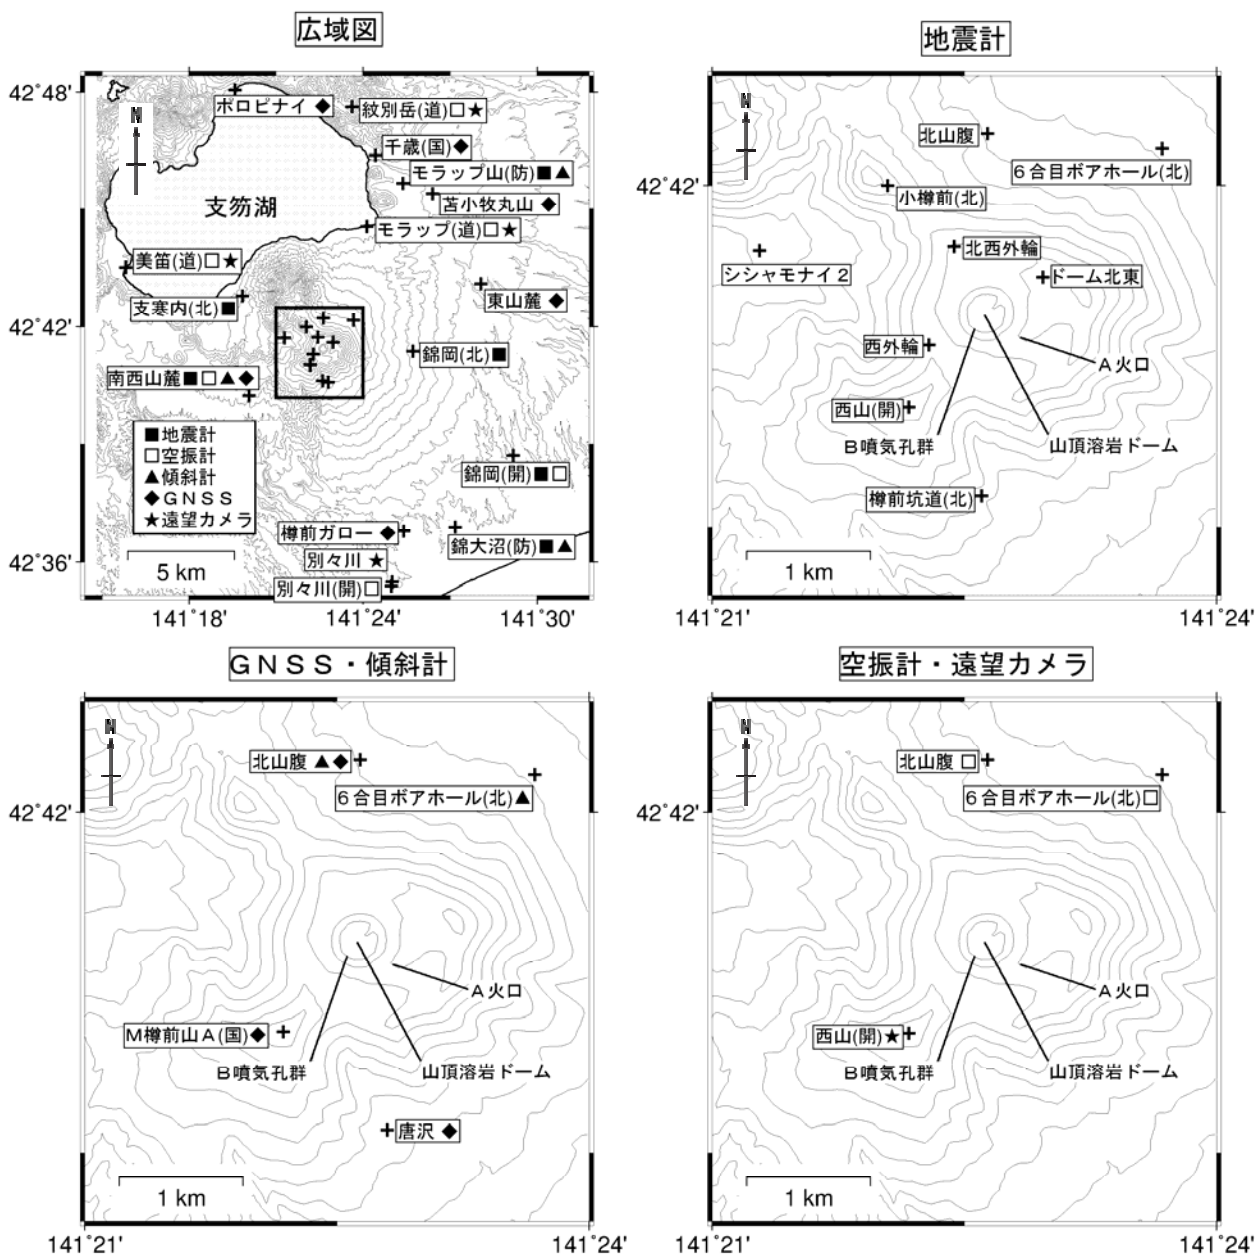 広域図
42˚48'
42˚42'
42˚36'
141˚18'
141˚24'
141˚30'
N
ポロピナイ◆
紋別岳(道)□★
千歳(国)◆
モラップ山(防)■▲
苫小牧丸山◆
支笏湖
モラップ(道)□★
美笛(道)□★
支寒内(北)■
東山麓◆
錦岡(北)■
南西山麓■□▲◆
■地震計
□空振計
▲傾斜計
◆GNSS
★遠望カメラ
錦岡(開)■□
樽前ガロー◆
錦大沼(防)■▲
別々川★
別々川(開)□
5 km
地震計
N
42˚42'
北山腹
6合目ボアホール(北)
小樽前(北)
北西外輪
シシャモナイ2
ドーム北東
西外輪
A火口
西山(開)
B噴気孔群
山頂溶岩ドーム
樽前坑道(北)
1 km
141˚21'
141˚24'
GNSS・傾斜計
N
42˚42'
北山腹▲◆
6合目ボアホール(北)▲
A火口
M樽前山A(国)◆
B噴気孔群
山頂溶岩ドーム
唐沢◆
1 km
141˚21'
141˚24'
空振計・遠望カメラ
N
42˚42'
北山腹□
6合目ボアホール(北)□
A火口
西山(開)★
B噴気孔群
山頂溶岩ドーム
1 km
141˚21'
141˚24'